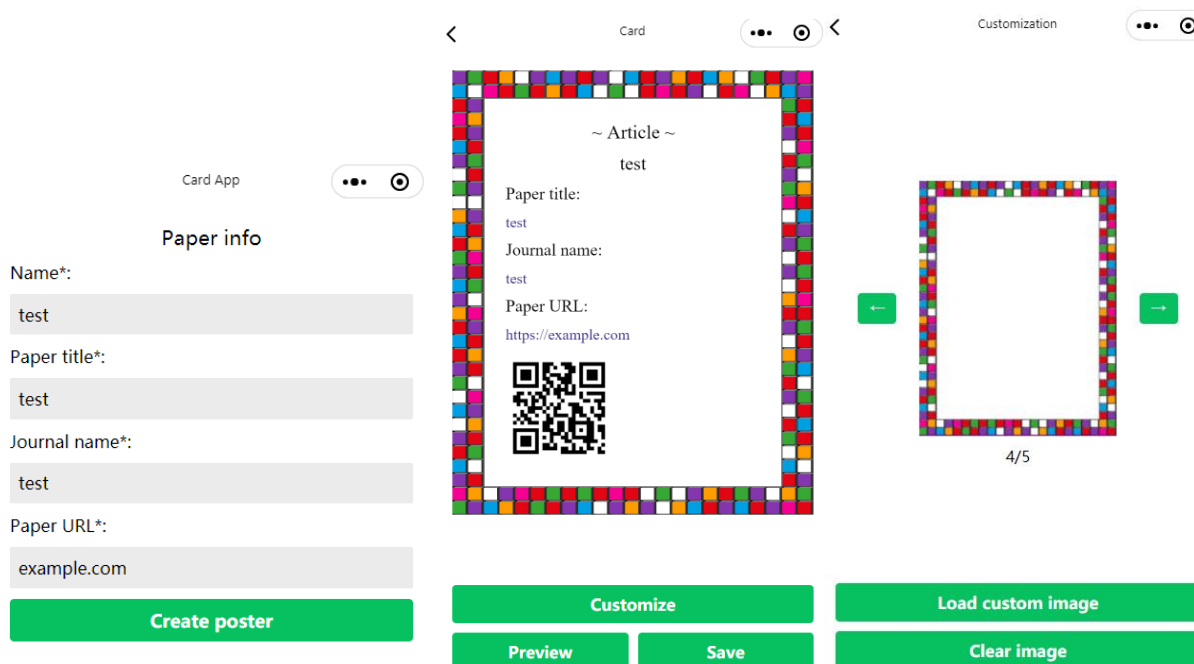 Card App
Paper info
Name*:
test
Paper title*:
test
Journal name*:
test
Paper URL*:
example.com
Create poster
Card
~ Article ~
test
Paper title:
test
Journal name:
test
Paper URL:
https://example.com
Customize
Preview
Save
Customization
←
→
4/5
Load custom image
Clear image